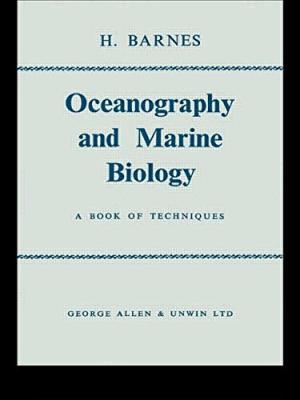 H. BARNES
Oceanography
and Marine
Biology
A BOOK OF TECHNIQUES
GEORGE ALLEN & UNWIN LTD